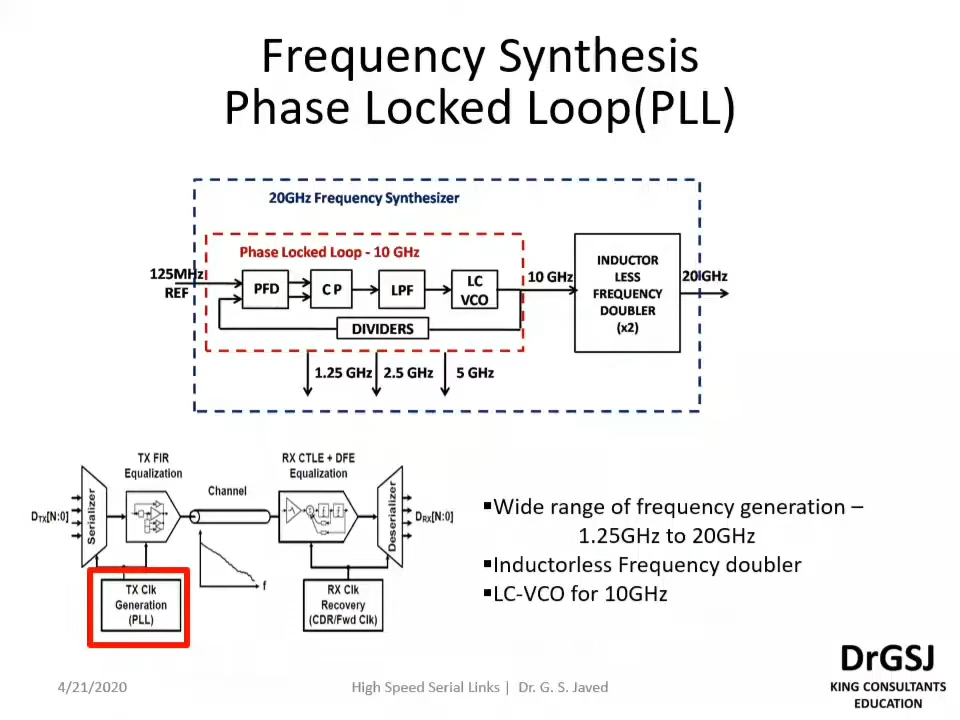 Frequency Synthesis
Phase Locked Loop(PLL)
20GHz Frequency Synthesizer
Phase Locked Loop - 10 GHz
125MHz
REF
PFD
C P
LPF
LC
VCO
DIVIDERS
10 GHz
INDUCTOR
LESS
FREQUENCY
DOUBLER
(x2)
20 GHz
1.25 GHz
2.5 GHz
5 GHz
TX FIR
Equalization
RX CTLE + DFE
Equalization
Channel
DTX[N:0]
Serializer
Deserializer
DRX[N:0]
f
TX Clk
Generation
(PLL)
RX Clk
Recovery
(CDR/Fwd Clk)
▪Wide range of frequency generation –
1.25GHz to 20GHz
▪Inductorless Frequency doubler
▪LC-VCO for 10GHz
4/21/2020
High Speed Serial Links | Dr. G. S. Javed
DrGSJ
KING CONSULTANTS
EDUCATION